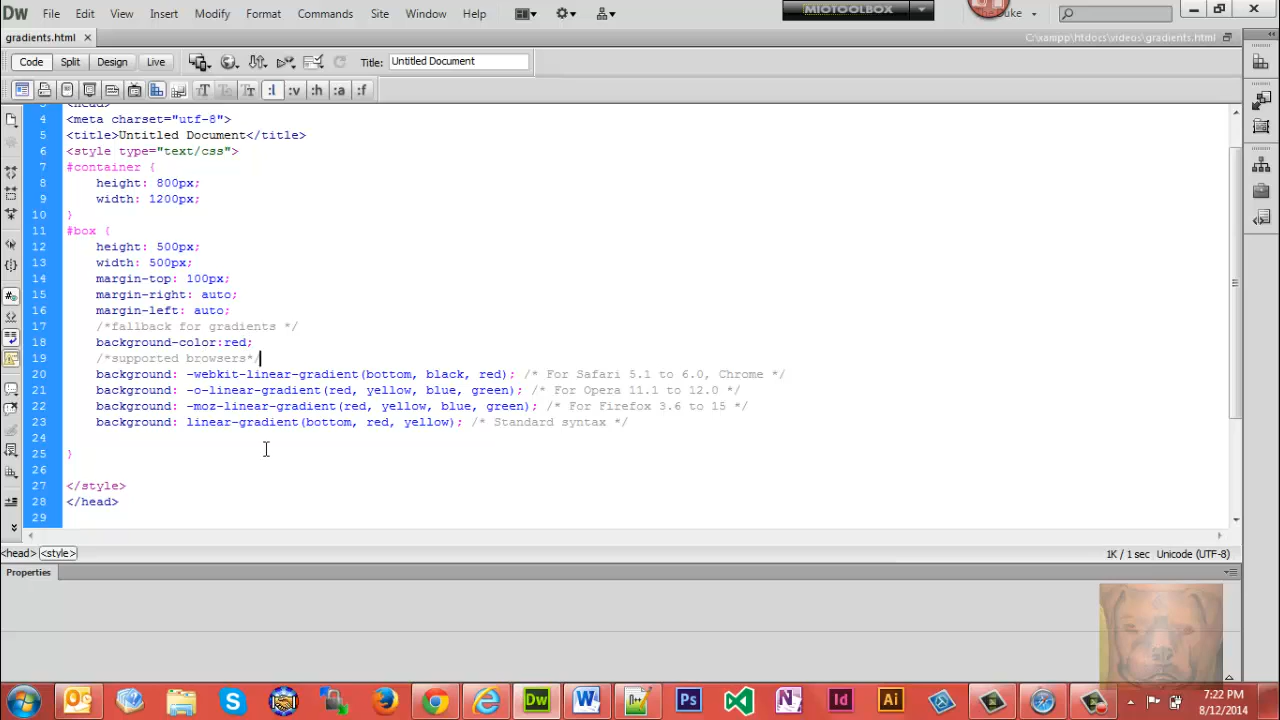 Dw File Edit View Insert Modify Format Commands Site Window Help MIOTOOLBOX
gradients.html × C:\xampp\htdocs\videos\gradients.html
Code Split Design Live Title: Untitled Document
:l :v :h :a :f
3 <head>
4 <meta charset="utf-8">
5 <title>Untitled Document</title>
6 <style type="text/css">
7 #container {
8 height: 800px;
9 width: 1200px;
10 }
11 #box {
12 height: 500px;
13 width: 500px;
14 margin-top: 100px;
15 margin-right: auto;
16 margin-left: auto;
17 /*fallback for gradients */
18 background-color:red;
19 /*supported browsers*/
20 background: -webkit-linear-gradient(bottom, black, red); /* For Safari 5.1 to 6.0, Chrome */
21 background: -o-linear-gradient(red, yellow, blue, green); /* For Opera 11.1 to 12.0 */
22 background: -moz-linear-gradient(red, yellow, blue, green); /* For Firefox 3.6 to 15 */
23 background: linear-gradient(bottom, red, yellow); /* Standard syntax */
24
25 }
26
27 </style>
28 </head>
29
<head> <style> 1K / 1 sec Unicode (UTF-8)
Properties
Dw W n++ Ps N Id Ai
7:22 PM
8/12/2014